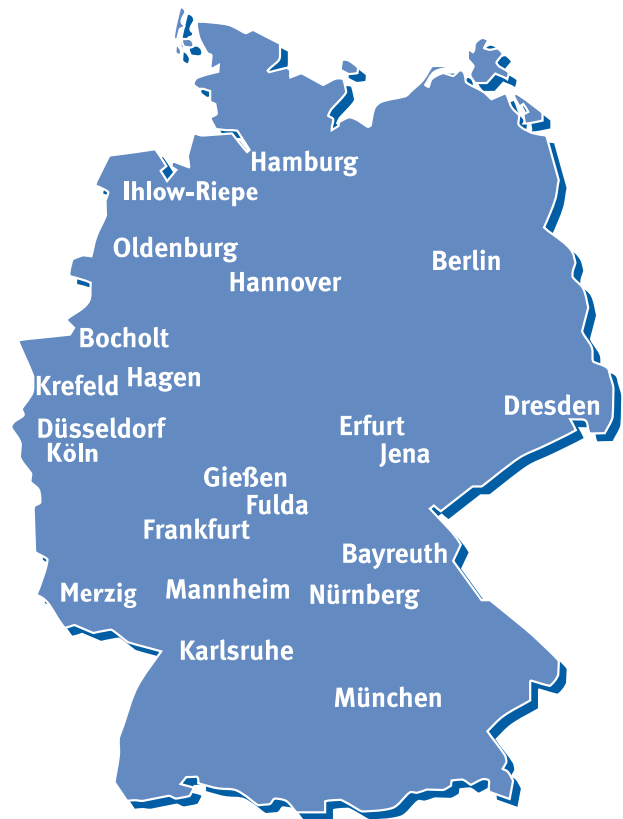 Hamburg
Ihlow-Riepe
Oldenburg
Berlin
Hannover
Bocholt
Hagen
Krefeld
Dresden
Erfurt
Düsseldorf
Köln
Jena
Gießen
Fulda
Frankfurt
Bayreuth
Mannheim
Merzig
Nürnberg
Karlsruhe
München